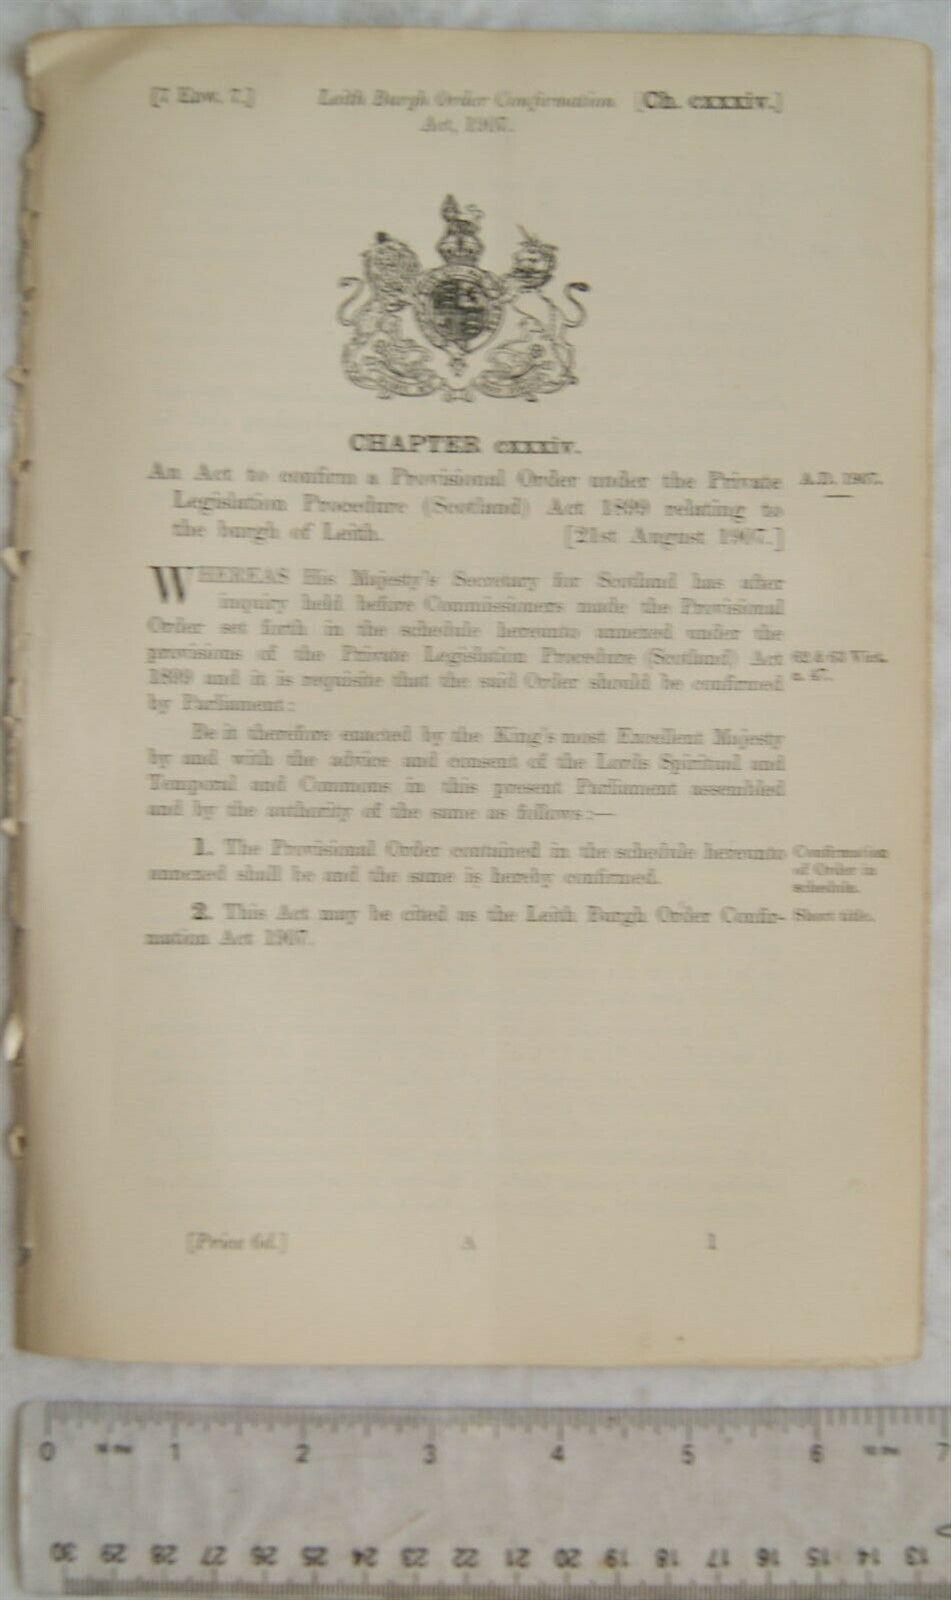 [7 EDW. 7.] Leith Burgh Order Confirmation [Ch. cxxxiv.]
Act, 1907.
CHAPTER cxxxiv.
An Act to confirm a Provisional Order under the Private A.D. 1907.
Legislation Procedure (Scotland) Act 1899 relating to
the burgh of Leith. [21st August 1907.]
WHEREAS His Majesty's Secretary for Scotland has after
inquiry held before Commissioners made the Provisional
Order set forth in the schedule hereunto annexed under the
provisions of the Private Legislation Procedure (Scotland) Act 62 & 63 Vict.
1899 and it is requisite that the said Order should be confirmed c. 47.
by Parliament:
Be it therefore enacted by the King's most Excellent Majesty
by and with the advice and consent of the Lords Spiritual and
Temporal and Commons in this present Parliament assembled
and by the authority of the same as follows:—
1. The Provisional Order contained in the schedule hereunto Confirmation
annexed shall be and the same is hereby confirmed. of Order in
schedule.
2. This Act may be cited as the Leith Burgh Order Confir- Short title.
mation Act 1907.
[Price 6d.] A 1
0 1 2 3 4 5 6 7
30 29 28 27 26 25 24 23 22 21 20 19 18 17 16 15 14 13